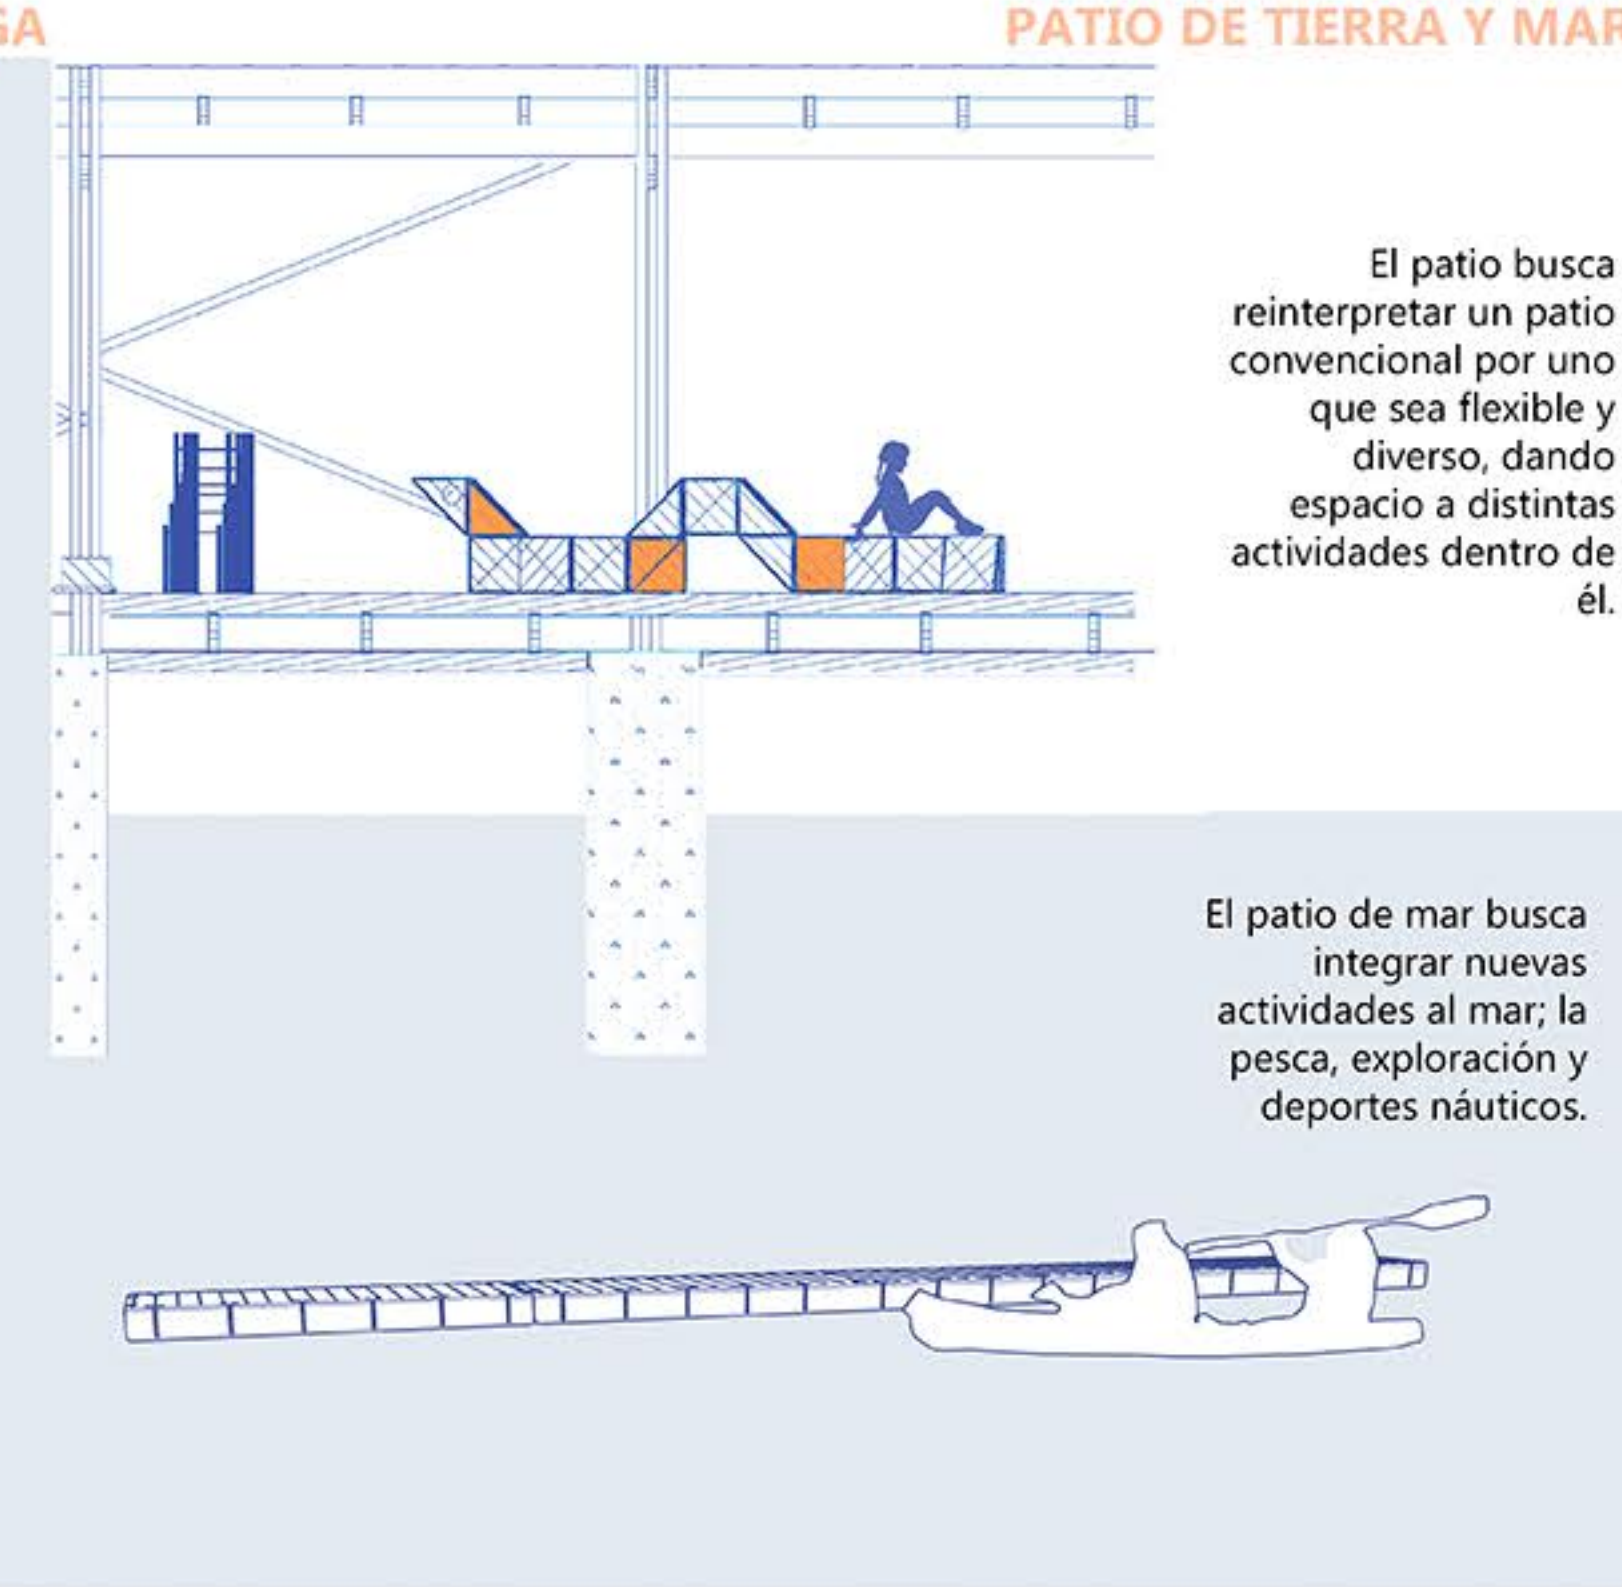 GA
PATIO DE TIERRA Y MAR
El patio busca
reinterpretar un patio
convencional por uno
que sea flexible y
diverso, dando
espacio a distintas
actividades dentro de
él.
El patio de mar busca
integrar nuevas
actividades al mar; la
pesca, exploración y
deportes náuticos.